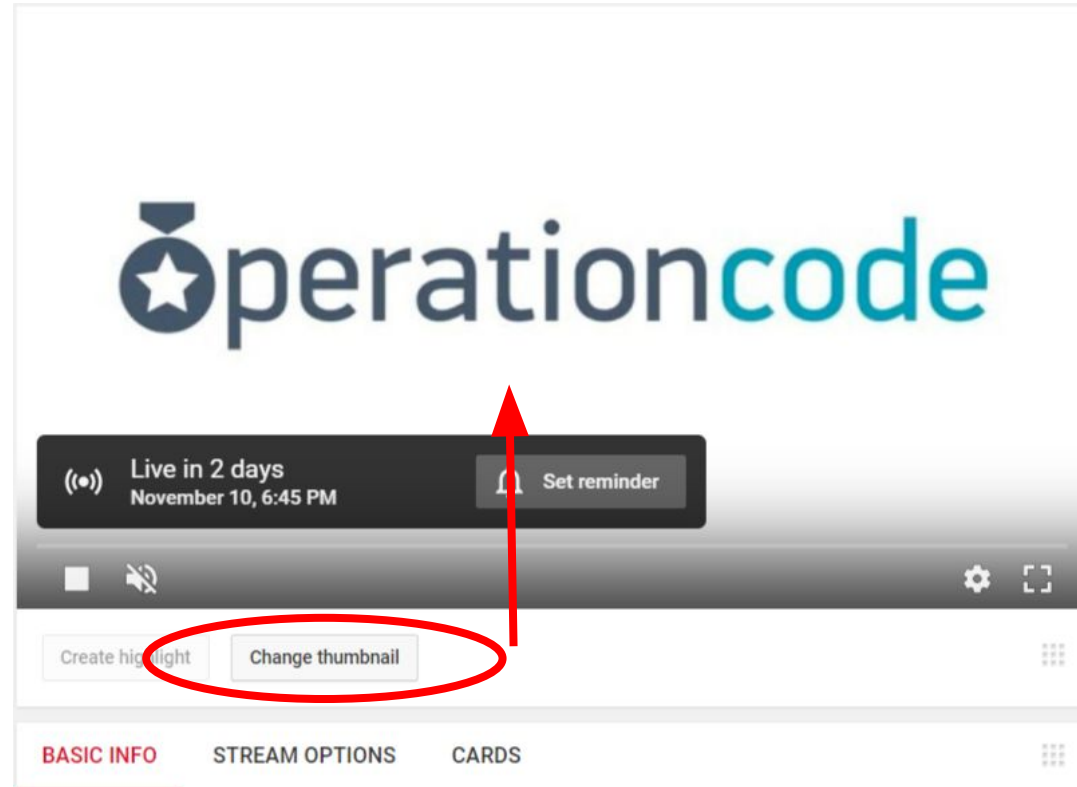 operationcode
Live in 2 days
November 10, 6:45 PM
Set reminder
Create highlight
Change thumbnail
BASIC INFO STREAM OPTIONS CARDS